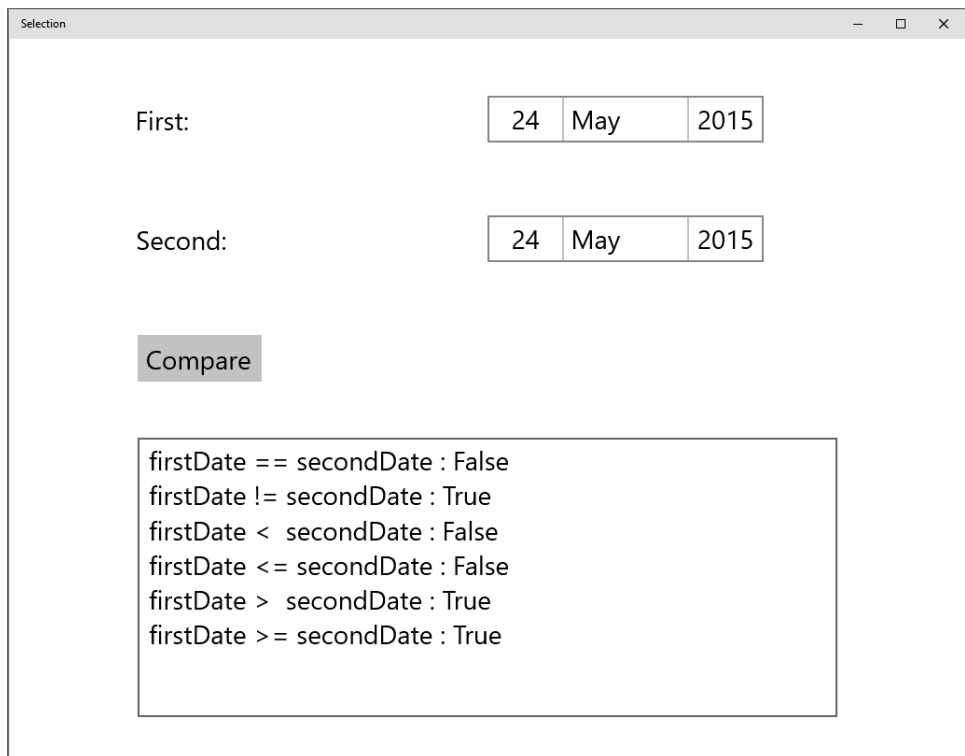 Selection
First: 24 May 2015
Second: 24 May 2015
Compare
firstDate == secondDate : False
firstDate != secondDate : True
firstDate <  secondDate : False
firstDate <= secondDate : False
firstDate >  secondDate : True
firstDate >= secondDate : True